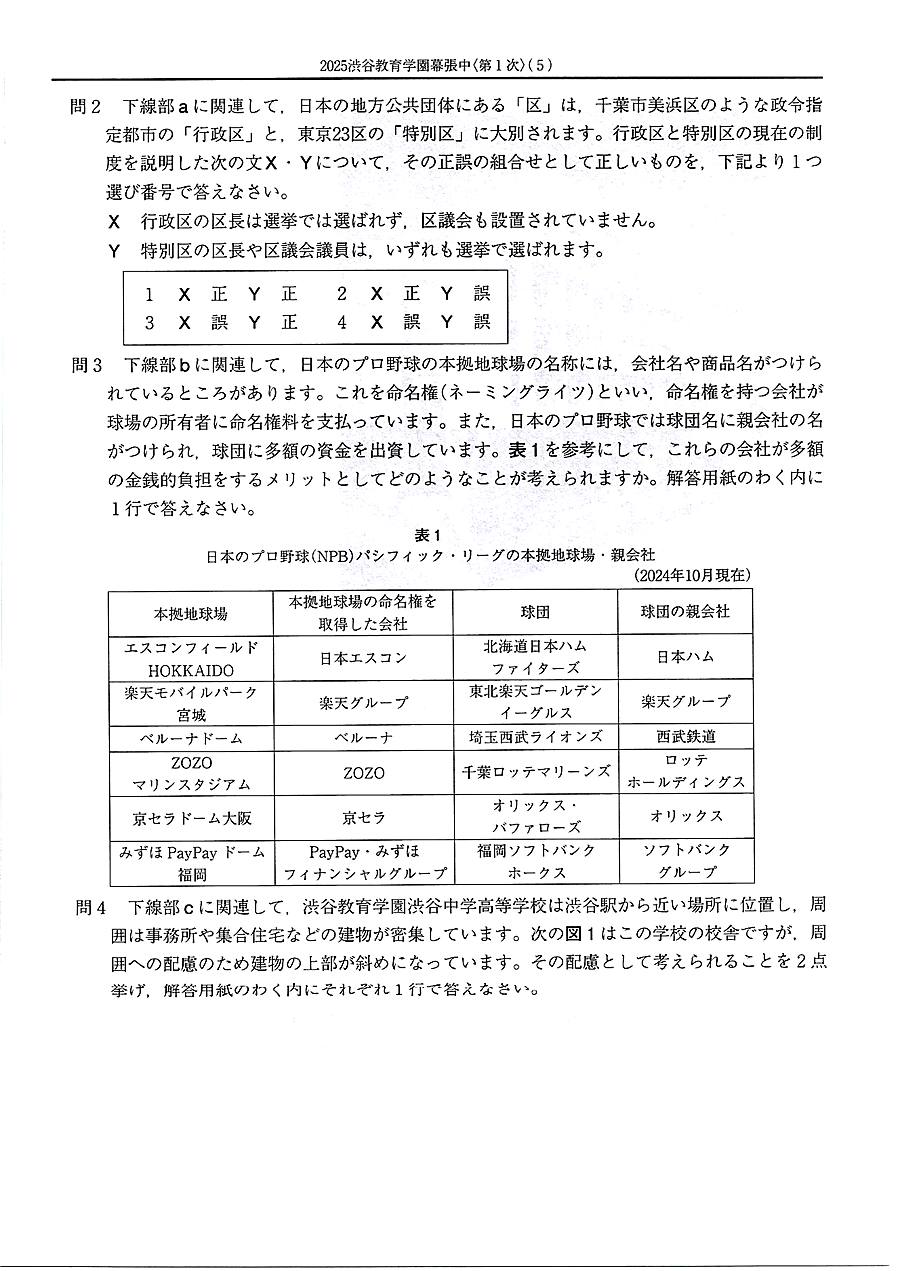 2025渋谷教育学園幕張中〈第1次〉(5)
問2 下線部aに関連して，日本の地方公共団体にある「区」は，千葉市美浜区のような政令指
定都市の「行政区」と，東京23区の「特別区」に大別されます。行政区と特別区の現在の制
度を説明した次の文X・Yについて，その正誤の組合せとして正しいものを，下記より1つ
選び番号で答えなさい。
X 行政区の区長は選挙では選ばれず，区議会も設置されていません。
Y 特別区の区長や区議会議員は，いずれも選挙で選ばれます。
1 X 正 Y 正 2 X 正 Y 誤
3 X 誤 Y 正 4 X 誤 Y 誤
問3 下線部bに関連して，日本のプロ野球の本拠地球場の名称には，会社名や商品名がつけら
れているところがあります。これを命名権(ネーミングライツ)といい，命名権を持つ会社が
球場の所有者に命名権料を支払っています。また，日本のプロ野球では球団名に親会社の名
がつけられ，球団に多額の資金を出資しています。表1を参考にして，これらの会社が多額
の金銭的負担をするメリットとしてどのようなことが考えられますか。解答用紙のわく内に
1行で答えなさい。
表1
日本のプロ野球(NPB)パシフィック・リーグの本拠地球場・親会社
(2024年10月現在)
本拠地球場 本拠地球場の命名権を 球団 球団の親会社
取得した会社
エスコンフィールド 日本エスコン 北海道日本ハム 日本ハム
HOKKAIDO ファイターズ
楽天モバイルパーク 楽天グループ 東北楽天ゴールデン 楽天グループ
宮城 イーグルス
ベルーナドーム ベルーナ 埼玉西武ライオンズ 西武鉄道
ZOZO ZOZO 千葉ロッテマリーンズ ロッテ
マリンスタジアム ホールディングス
京セラドーム大阪 京セラ オリックス・ オリックス
バファローズ
みずほPayPayドーム PayPay・みずほ 福岡ソフトバンク ソフトバンク
福岡 フィナンシャルグループ ホークス グループ
問4 下線部cに関連して，渋谷教育学園渋谷中学高等学校は渋谷駅から近い場所に位置し，周
囲は事務所や集合住宅などの建物が密集しています。次の図1はこの学校の校舎ですが，周
囲への配慮のため建物の上部が斜めになっています。その配慮として考えられることを2点
挙げ，解答用紙のわく内にそれぞれ1行で答えなさい。